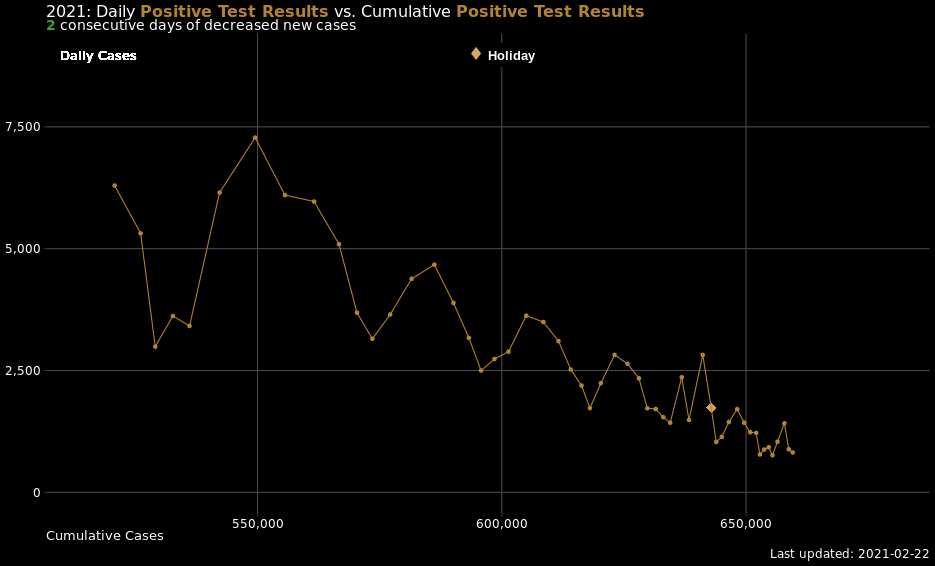 2021: Daily Positive Test Results vs. Cumulative Positive Test Results
2 consecutive days of decreased new cases
Daily Cases
Holiday
7,500
5,000
2,500
0
550,000
600,000
650,000
Cumulative Cases
Last updated: 2021-02-22